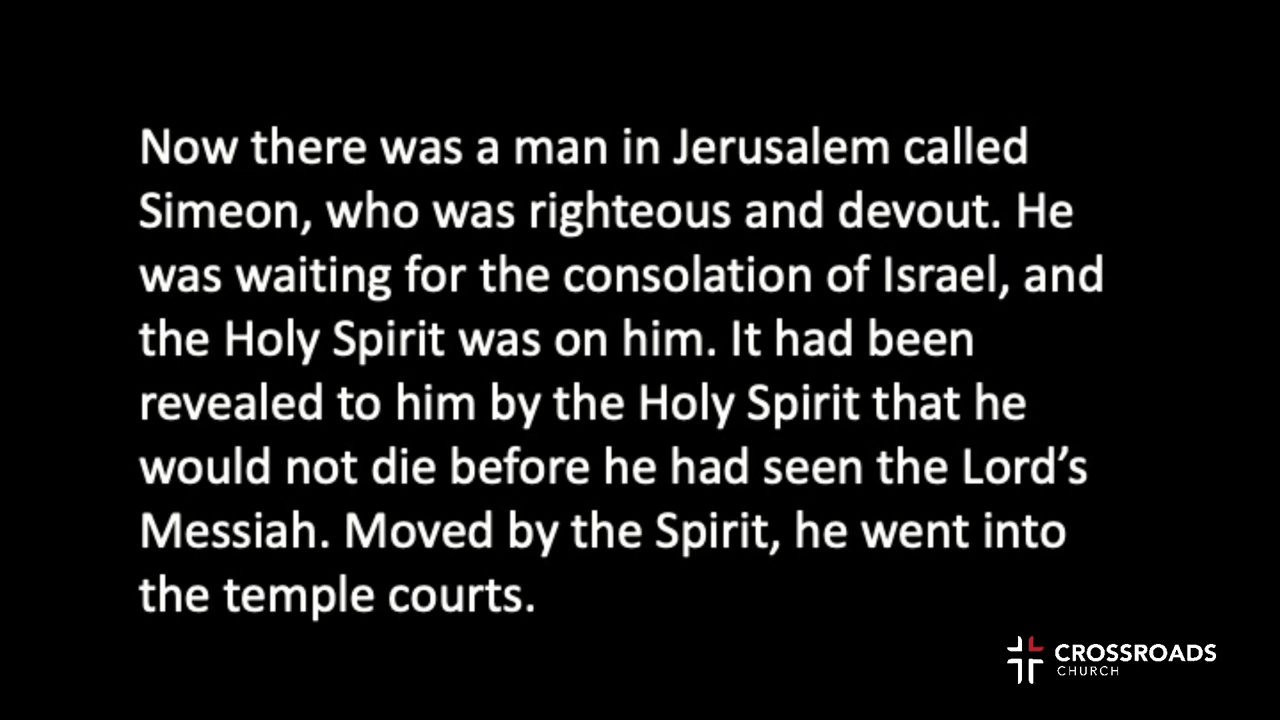 Now there was a man in Jerusalem called
Simeon, who was righteous and devout. He
was waiting for the consolation of Israel, and
the Holy Spirit was on him. It had been
revealed to him by the Holy Spirit that he
would not die before he had seen the Lord’s
Messiah. Moved by the Spirit, he went into
the temple courts.
CROSSROADS
CHURCH